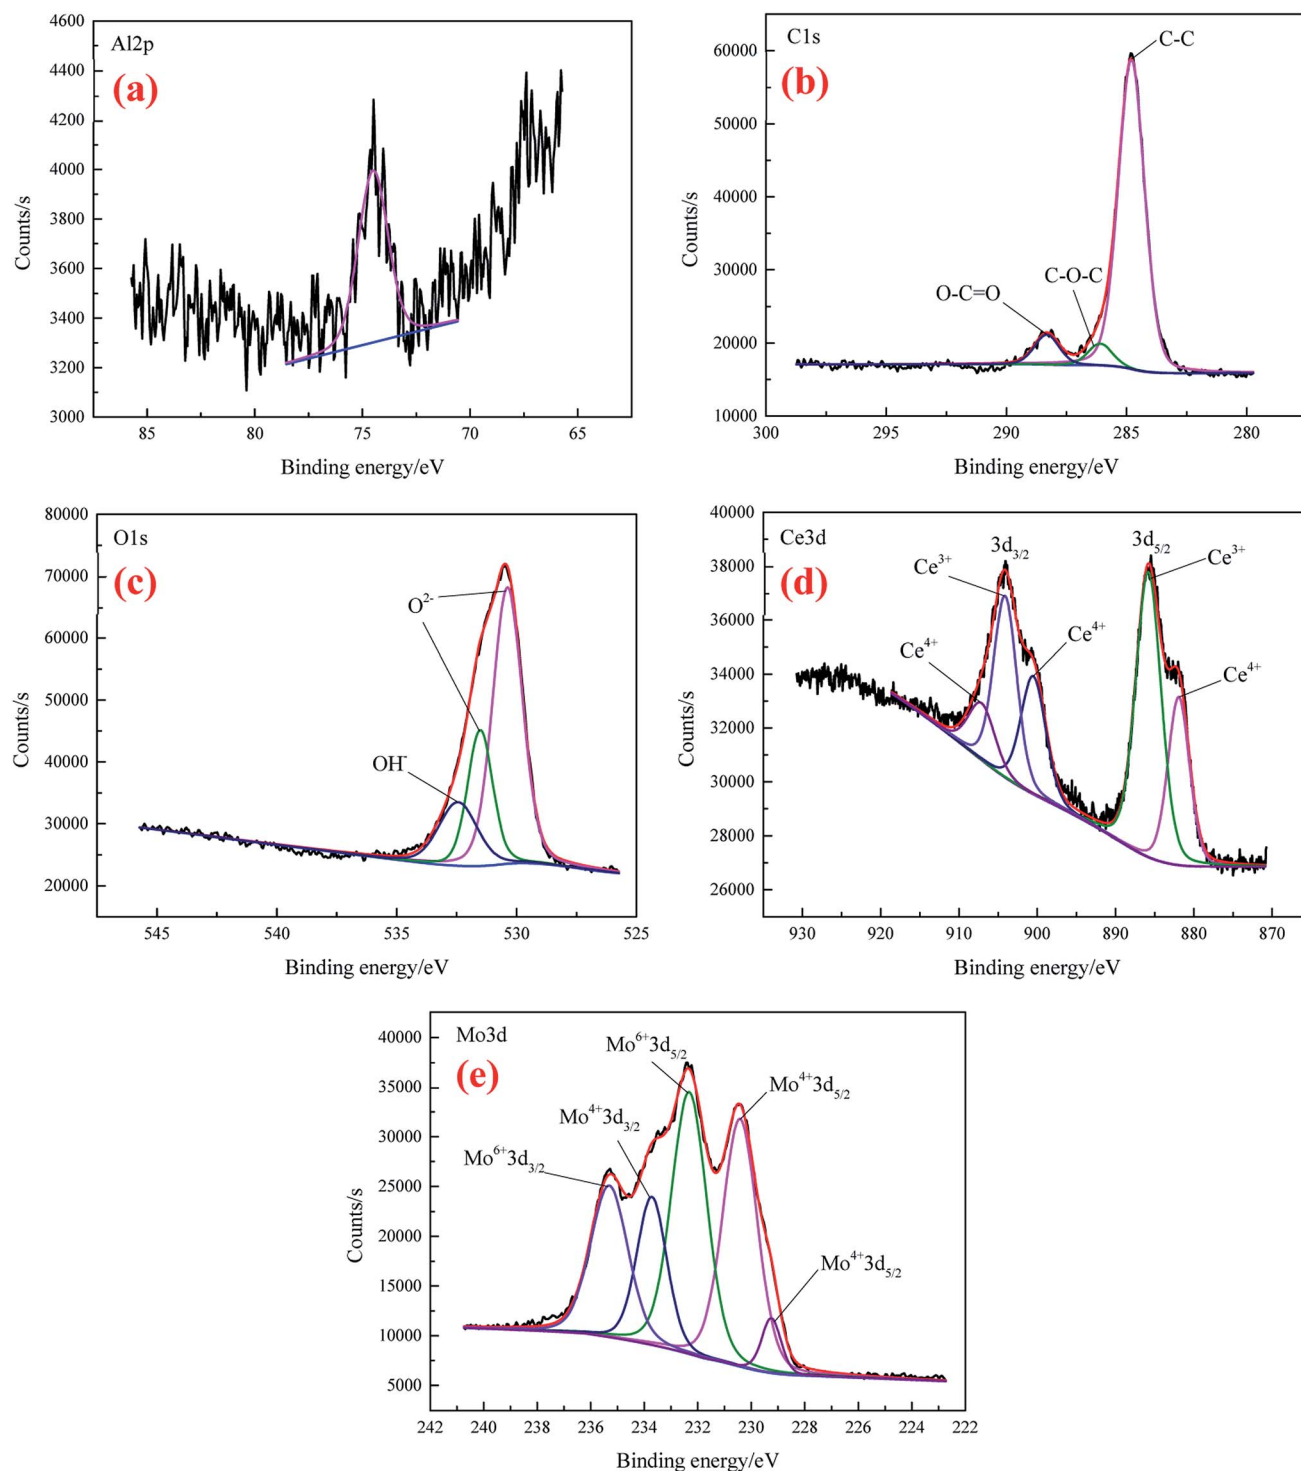 Al2p
(a)
Counts/s
4600
4400
4200
4000
3800
3600
3400
3200
3000
85 80 75 70 65
Binding energy/eV
C1s
(b)
C-C
C-O-C
O-C=O
Counts/s
60000
50000
40000
30000
20000
10000
300 295 290 285 280
Binding energy/eV
O1s
(c)
O²⁻
OH⁻
Counts/s
80000
70000
60000
50000
40000
30000
20000
545 540 535 530 525
Binding energy/eV
Ce3d
(d)
3d₃/₂
3d₅/₂
Ce³⁺
Ce³⁺
Ce⁴⁺
Ce⁴⁺
Ce⁴⁺
Counts/s
40000
38000
36000
34000
32000
30000
28000
26000
930 920 910 900 890 880 870
Binding energy/eV
Mo3d
(e)
Mo⁶⁺3d₅/₂
Mo⁴⁺3d₅/₂
Mo⁴⁺3d₃/₂
Mo⁶⁺3d₃/₂
Mo⁴⁺3d₅/₂
Counts/s
40000
35000
30000
25000
20000
15000
10000
5000
242 240 238 236 234 232 230 228 226 224 222
Binding energy/eV